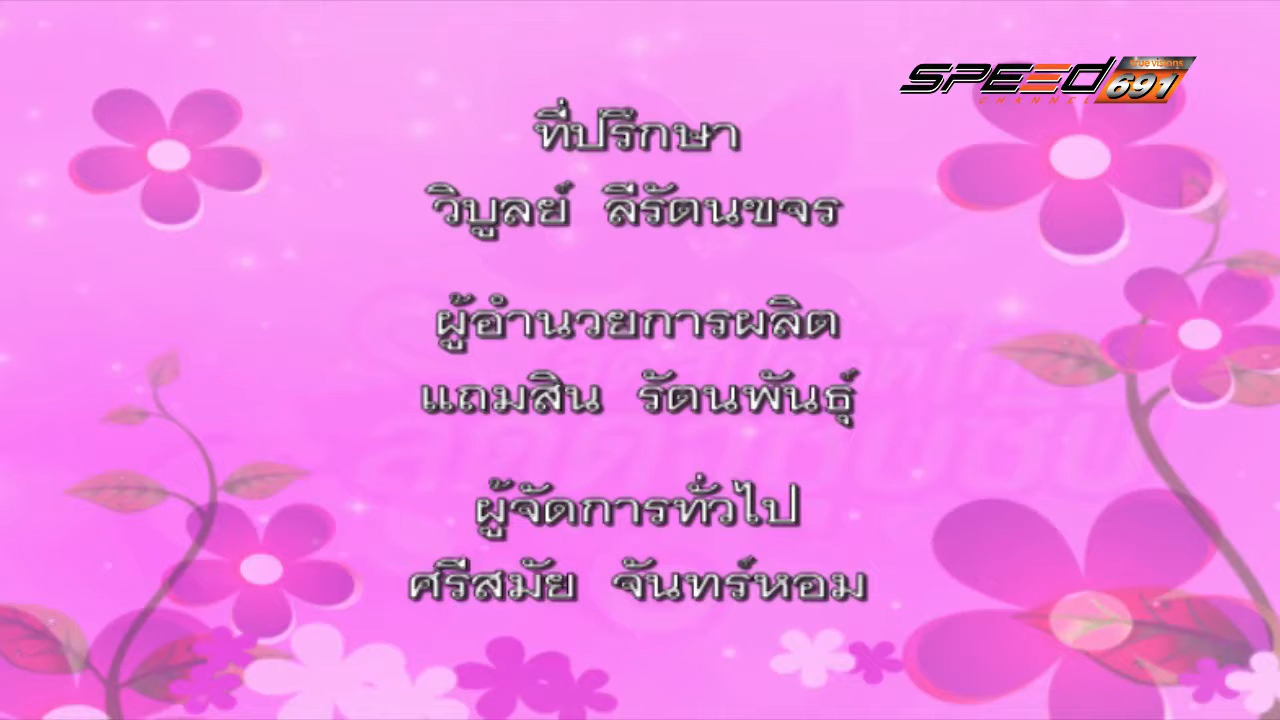 SPEED
CHANNEL
true visions
691
ที่ปรึกษา
วิบูลย์ ลีรัตนขจร
ผู้อำนวยการผลิต
แถมสิน รัตนพันธุ์
ผู้จัดการทั่วไป
ศรีสมัย จันทร์หอม